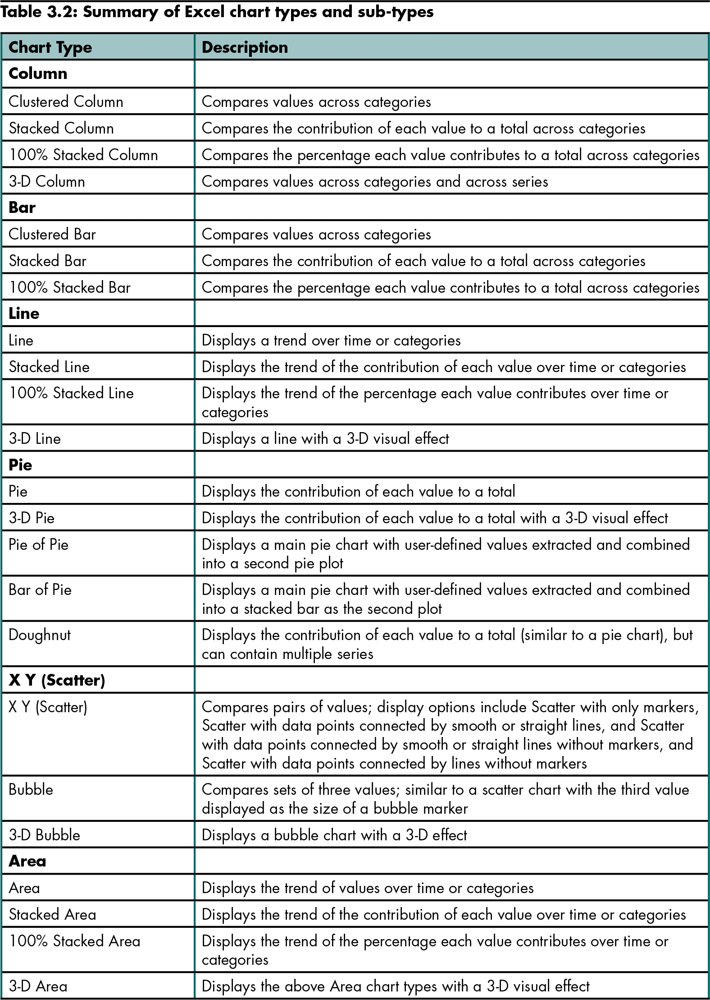 Table 3.2: Summary of Excel chart types and sub-types
Chart Type Description
Column
Clustered Column Compares values across categories
Stacked Column Compares the contribution of each value to a total across categories
100% Stacked Column Compares the percentage each value contributes to a total across categories
3-D Column Compares values across categories and across series
Bar
Clustered Bar Compares values across categories
Stacked Bar Compares the contribution of each value to a total across categories
100% Stacked Bar Compares the percentage each value contributes to a total across categories
Line
Line Displays a trend over time or categories
Stacked Line Displays the trend of the contribution of each value over time or categories
100% Stacked Line Displays the trend of the percentage each value contributes over time or
categories
3-D Line Displays a line with a 3-D visual effect
Pie
Pie Displays the contribution of each value to a total
3-D Pie Displays the contribution of each value to a total with a 3-D visual effect
Pie of Pie Displays a main pie chart with user-defined values extracted and combined
into a second pie plot
Bar of Pie Displays a main pie chart with user-defined values extracted and combined
into a stacked bar as the second plot
Doughnut Displays the contribution of each value to a total (similar to a pie chart), but
can contain multiple series
X Y (Scatter)
X Y (Scatter) Compares pairs of values; display options include Scatter with only markers,
Scatter with data points connected by smooth or straight lines, and Scatter
with data points connected by smooth or straight lines without markers, and
Scatter with data points connected by lines without markers
Bubble Compares sets of three values; similar to a scatter chart with the third value
displayed as the size of a bubble marker
3-D Bubble Displays a bubble chart with a 3-D effect
Area
Area Displays the trend of values over time or categories
Stacked Area Displays the trend of the contribution of each value over time or categories
100% Stacked Area Displays the trend of the percentage each value contributes over time or
categories
3-D Area Displays the above Area chart types with a 3-D visual effect